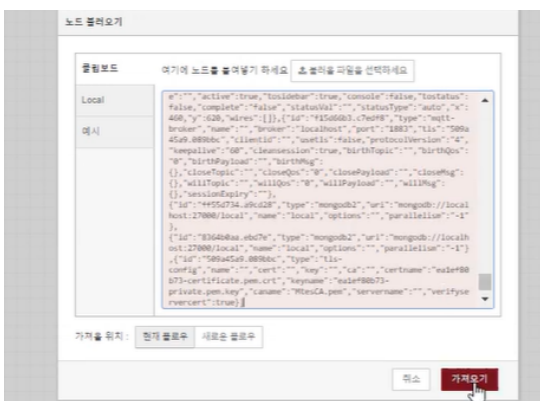 노드 불러오기
클립보드
여기에 노드를 붙여넣기 하세요
불러올 파일을 선택하세요
Local
예시
e":"","active":true,"tosidebar":true,"console":false,"tostatus":
false,"complete":"false","statusVal":"","statusType":"auto","x":
460,"y":620,"wires":[]},{"id":"f15d66b3.c7edf8","type":"mqtt-
broker","name":"","broker":"localhost","port":"1883","tls":"509a
45a9.089bbc","clientid":"","usetls":false,"protocolVersion":"4",
"keepalive":"60","cleansession":true,"birthTopic":"","birthQos":
"0","birthPayload":"","birthMsg":
{},"closeTopic":"","closeQos":"0","closePayload":"","closeMsg":
{},"willTopic":"","willQos":"0","willPayload":"","willMsg":
{},"sessionExpiry":""},
{"id":"ff55d734.a9cd28","type":"mongodb2","uri":"mongodb://local
host:27000/local","name":"local","options":"","parallelism":"-1"
},
{"id":"8364b0aa.ebd7e","type":"mongodb2","uri":"mongodb://localh
ost:27000/local","name":"local","options":"","parallelism":"-1"}
,{"id":"509a45a9.089bbc","type":"tls-
config","name":"","cert":"","key":"","ca":"","certname":"ea1ef80
b73-certificate.pem.crt","keyname":"ea1ef80b73-
private.pem.key","caname":"MtesCA.pem","servername":"","verifyse
rvercert":true}]
가져올 위치 :
현재 플로우
새로운 플로우
취소
가져오기